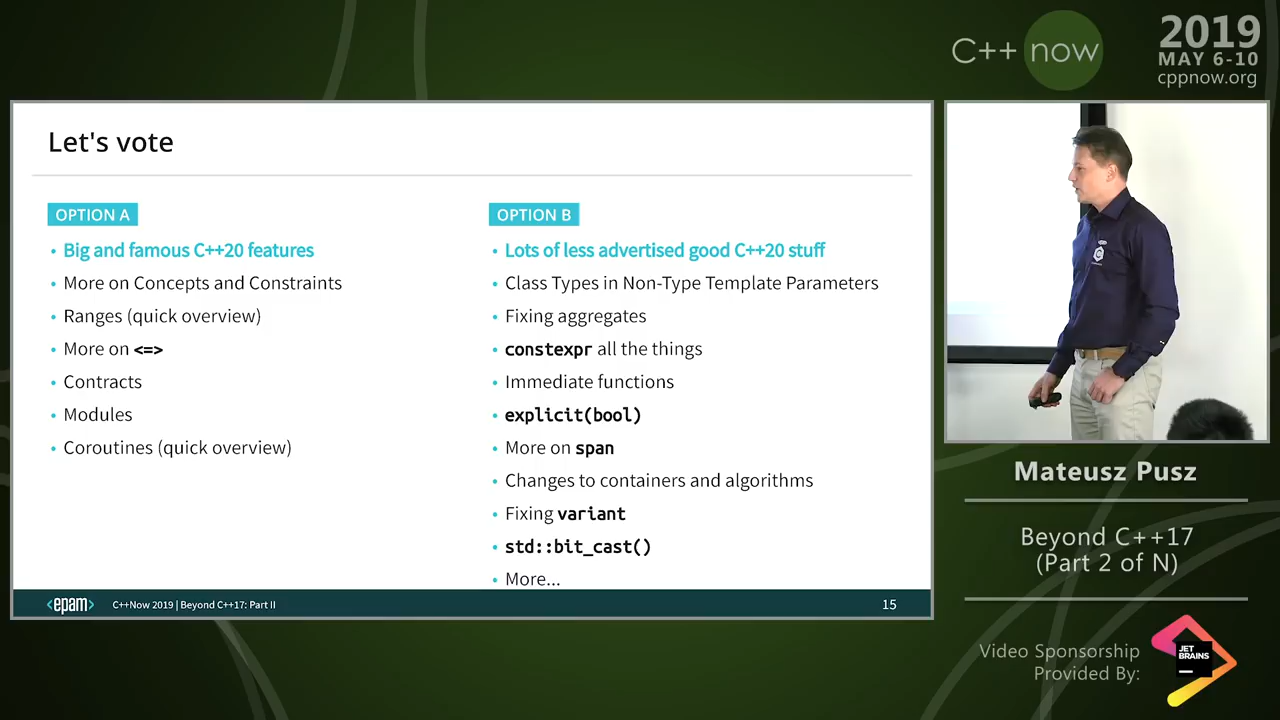 C++ now
2019
MAY 6-10
cppnow.org
Let's vote
OPTION A
• Big and famous C++20 features
• More on Concepts and Constraints
• Ranges (quick overview)
• More on <=>
• Contracts
• Modules
• Coroutines (quick overview)
OPTION B
• Lots of less advertised good C++20 stuff
• Class Types in Non-Type Template Parameters
• Fixing aggregates
• constexpr all the things
• Immediate functions
• explicit(bool)
• More on span
• Changes to containers and algorithms
• Fixing variant
• std::bit_cast()
• More...
<epam>
C++Now 2019 | Beyond C++17: Part II
15
Mateusz Pusz
Beyond C++17
(Part 2 of N)
Video Sponsorship
Provided By:
JET
BRAINS